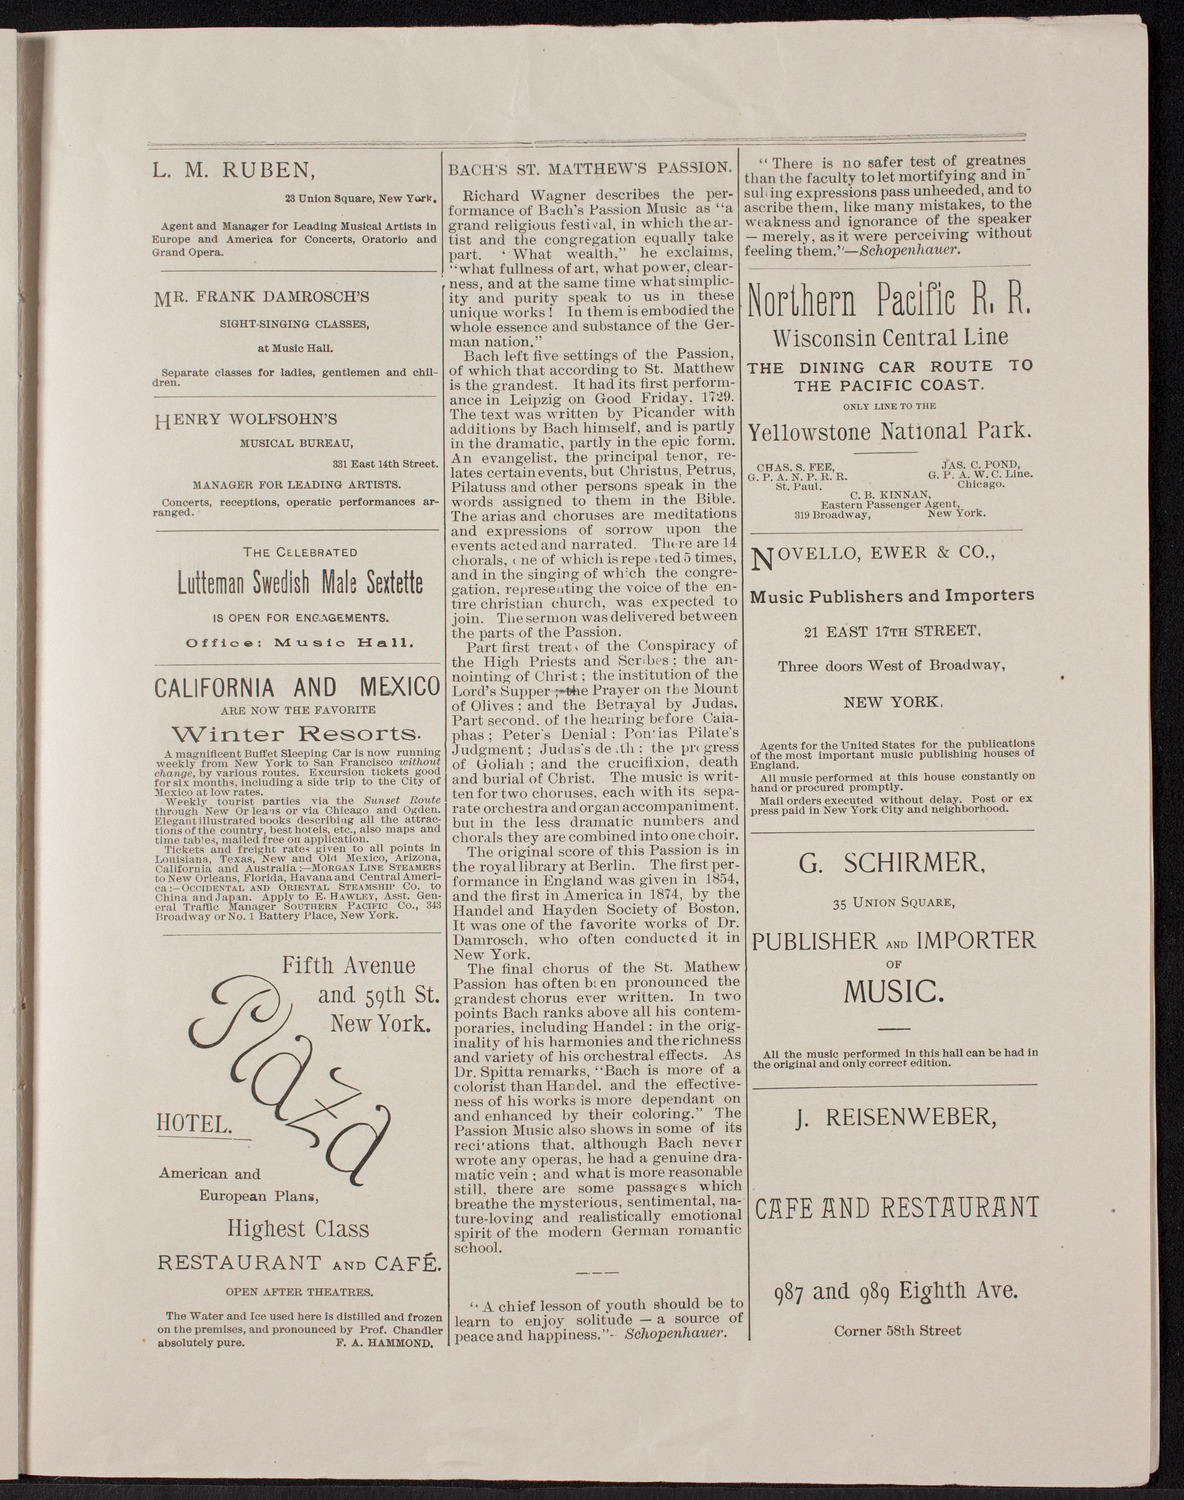 L. M. RUBEN,
23 Union Square, New York.
Agent and Manager for Leading Musical Artists in
Europe and America for Concerts, Oratorio and
Grand Opera.
MR. FRANK DAMROSCH'S
SIGHT-SINGING CLASSES,
at Music Hall.
Separate classes for ladies, gentlemen and chil-
dren.
HENRY WOLFSOHN'S
MUSICAL BUREAU,
331 East 14th Street.
MANAGER FOR LEADING ARTISTS.
Concerts, receptions, operatic performances ar-
ranged.
THE CELEBRATED
Lutteman Swedish Male Sextette
IS OPEN FOR ENGAGEMENTS.
Office: Music Hall.
CALIFORNIA AND MEXICO
ARE NOW THE FAVORITE
Winter Resorts.
A magnificent Buffet Sleeping Car is now running
weekly from New York to San Francisco without
change, by various routes. Excursion tickets good
for six months, including a side trip to the City of
Mexico at low rates.
Weekly tourist parties via the Sunset Route
through New Orleans or via Chicago and Ogden.
Elegant illustrated books describing all the attrac-
tions of the country, best hotels, etc., also maps and
time tables, mailed free on application.
Tickets and freight rates given to all points in
Louisiana, Texas, New and Old Mexico, Arizona,
California and Australia:—MORGAN LINE STEAMERS
to New Orleans, Florida, Havana and Central Ameri-
ca:—OCCIDENTAL AND ORIENTAL STEAMSHIP CO. to
China and Japan. Apply to E. HAWLEY, Asst. Gen-
eral Traffic Manager SOUTHERN PACIFIC CO., 343
Broadway or No. 1 Battery Place, New York.
Fifth Avenue
and 59th St.
New York.
Plaza
HOTEL.
American and
European Plans,
Highest Class
RESTAURANT AND CAFÉ.
OPEN AFTER THEATRES.
The Water and Ice used here is distilled and frozen
on the premises, and pronounced by Prof. Chandler
absolutely pure. F. A. HAMMOND.
BACH'S ST. MATTHEW'S PASSION.
Richard Wagner describes the per-
formance of Bach's Passion Music as "a
grand religious festival, in which the ar-
tist and the congregation equally take
part. ' What wealth," he exclaims,
"what fullness of art, what power, clear-
ness, and at the same time what simplic-
ity and purity speak to us in these
unique works! In them is embodied the
whole essence and substance of the Ger-
man nation."
Bach left five settings of the Passion,
of which that according to St. Matthew
is the grandest. It had its first perform-
ance in Leipzig on Good Friday, 1729.
The text was written by Picander with
additions by Bach himself, and is partly
in the dramatic, partly in the epic form.
An evangelist, the principal tenor, re-
lates certain events, but Christus, Petrus,
Pilatuss and other persons speak in the
words assigned to them in the Bible.
The arias and choruses are meditations
and expressions of sorrow upon the
events acted and narrated. There are 14
chorals, one of which is repeated 5 times,
and in the singing of which the congre-
gation, representing the voice of the en-
tire christian church, was expected to
join. The sermon was delivered between
the parts of the Passion.
Part first treats of the Conspiracy of
the High Priests and Scribes; the an-
nointing of Christ; the institution of the
Lord's Supper; the Prayer on the Mount
of Olives; and the Betrayal by Judas.
Part second, of the hearing before Caia-
phas; Peter's Denial; Pontias Pilate's
Judgment; Judas's death; the progress
of Goliah; and the crucifixion, death
and burial of Christ. The music is writ-
ten for two choruses, each with its sepa-
rate orchestra and organ accompaniment.
but in the less dramatic numbers and
chorals they are combined into one choir.
The original score of this Passion is in
the royal library at Berlin. The first per-
formance in England was given in 1854,
and the first in America in 1874, by the
Handel and Hayden Society of Boston.
It was one of the favorite works of Dr.
Damrosch, who often conducted it in
New York.
The final chorus of the St. Mathew
Passion has often been pronounced the
grandest chorus ever written. In two
points Bach ranks above all his contem-
poraries, including Handel: in the orig-
inality of his harmonies and the richness
and variety of his orchestral effects. As
Dr. Spitta remarks, "Bach is more of a
colorist than Handel, and the effective-
ness of his works is more dependant on
and enhanced by their coloring." The
Passion Music also shows in some of its
recitations that, although Bach never
wrote any operas, he had a genuine dra-
matic vein; and what is more reasonable
still, there are some passages which
breathe the mysterious, sentimental, na-
ture-loving and realistically emotional
spirit of the modern German romantic
school.
"A chief lesson of youth should be to
learn to enjoy solitude — a source of
peace and happiness."- Schopenhauer.
"There is no safer test of greatnes
than the faculty to let mortifying and in-
sulting expressions pass unheeded, and to
ascribe them, like many mistakes, to the
weakness and ignorance of the speaker
— merely, as it were perceiving without
feeling them."—Schopenhauer.
Northern Pacific R. R.
Wisconsin Central Line
THE DINING CAR ROUTE TO
THE PACIFIC COAST.
ONLY LINE TO THE
Yellowstone National Park.
CHAS. S. FEE, JAS. C. POND,
G. P. A. N. P. R. R. G. P. A. W. C. Line.
St. Paul. Chicago.
C. B. KINNAN,
Eastern Passenger Agent,
319 Broadway, New York.
NOVELLO, EWER & CO.,
Music Publishers and Importers
21 EAST 17TH STREET,
Three doors West of Broadway,
NEW YORK.
Agents for the United States for the publications
of the most important music publishing houses of
England.
All music performed at this house constantly on
hand or procured promptly.
Mail orders executed without delay. Post or ex
press paid in New York City and neighborhood.
G. SCHIRMER,
35 UNION SQUARE,
PUBLISHER AND IMPORTER
OF
MUSIC.
All the music performed in this hall can be had in
the original and only correct edition.
J. REISENWEBER,
CAFE AND RESTAURANT
987 and 989 Eighth Ave.
Corner 58th Street